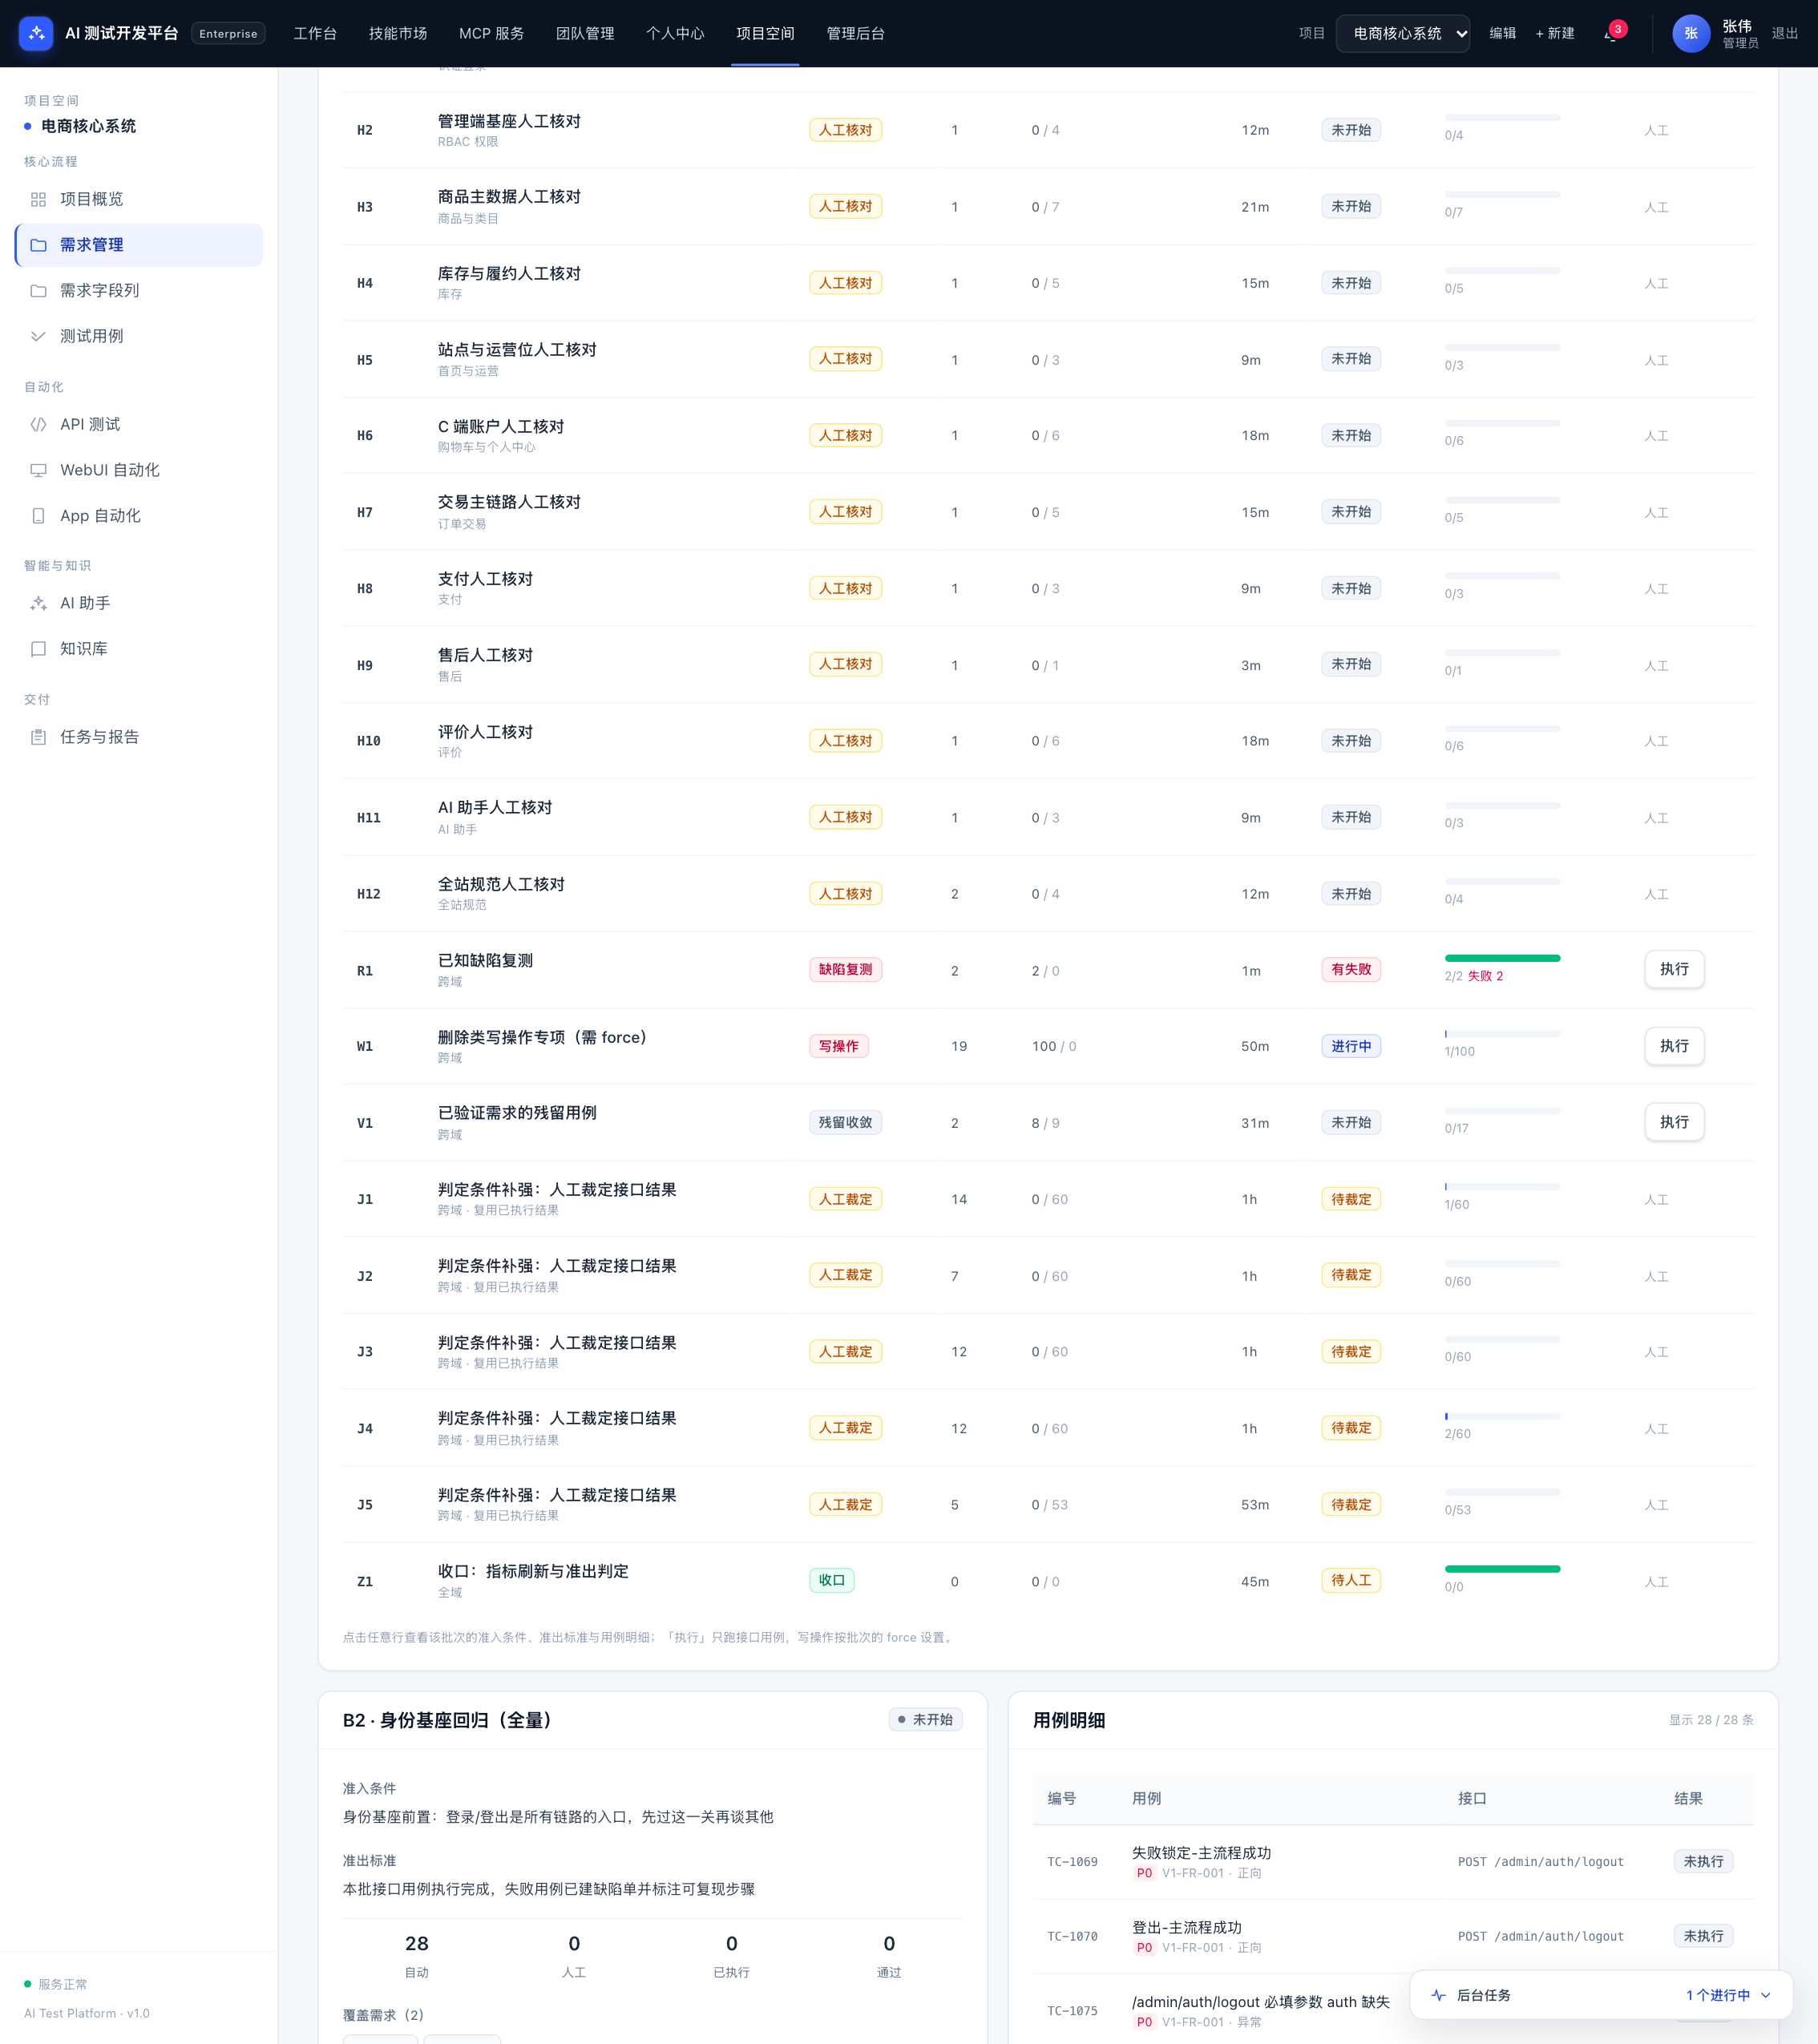 AI 测试开发平台 Enterprise 工作台 技能市场 MCP 服务 团队管理 个人中心 项目空间 管理后台 项目 电商核心系统 编辑 + 新建 3 张 张伟 管理员 退出
项目空间
电商核心系统
核心流程
项目概览
需求管理
需求字段列
测试用例
自动化
API 测试
WebUI 自动化
App 自动化
智能与知识
AI 助手
知识库
交付
任务与报告
服务正常
AI Test Platform · v1.0
H2 管理端基座人工核对 人工核对 1 0 / 4 12m 未开始 0/4 人工
RBAC 权限
H3 商品主数据人工核对 人工核对 1 0 / 7 21m 未开始 0/7 人工
商品与类目
H4 库存与履约人工核对 人工核对 1 0 / 5 15m 未开始 0/5 人工
库存
H5 站点与运营位人工核对 人工核对 1 0 / 3 9m 未开始 0/3 人工
首页与运营
H6 C 端账户人工核对 人工核对 1 0 / 6 18m 未开始 0/6 人工
购物车与个人中心
H7 交易主链路人工核对 人工核对 1 0 / 5 15m 未开始 0/5 人工
订单交易
H8 支付人工核对 人工核对 1 0 / 3 9m 未开始 0/3 人工
支付
H9 售后人工核对 人工核对 1 0 / 1 3m 未开始 0/1 人工
售后
H10 评价人工核对 人工核对 1 0 / 6 18m 未开始 0/6 人工
评价
H11 AI 助手人工核对 人工核对 1 0 / 3 9m 未开始 0/3 人工
AI 助手
H12 全站规范人工核对 人工核对 2 0 / 4 12m 未开始 0/4 人工
全站规范
R1 已知缺陷复测 缺陷复测 2 2 / 0 1m 有失败 2/2 失败 2 执行
跨域
W1 删除类写操作专项（需 force） 写操作 19 100 / 0 50m 进行中 1/100 执行
跨域
V1 已验证需求的残留用例 残留收敛 2 8 / 9 31m 未开始 0/17 执行
跨域
J1 判定条件补强：人工裁定接口结果 人工裁定 14 0 / 60 1h 待裁定 1/60 人工
跨域 · 复用已执行结果
J2 判定条件补强：人工裁定接口结果 人工裁定 7 0 / 60 1h 待裁定 0/60 人工
跨域 · 复用已执行结果
J3 判定条件补强：人工裁定接口结果 人工裁定 12 0 / 60 1h 待裁定 0/60 人工
跨域 · 复用已执行结果
J4 判定条件补强：人工裁定接口结果 人工裁定 12 0 / 60 1h 待裁定 2/60 人工
跨域 · 复用已执行结果
J5 判定条件补强：人工裁定接口结果 人工裁定 5 0 / 53 53m 待裁定 0/53 人工
跨域 · 复用已执行结果
Z1 收口：指标刷新与准出判定 收口 0 0 / 0 45m 待人工 0/0 人工
全域
点击任意行查看该批次的准入条件、准出标准与用例明细；「执行」只跑接口用例，写操作按批次的 force 设置。
B2 · 身份基座回归（全量） 未开始
准入条件
身份基座前置：登录/登出是所有链路的入口，先过这一关再谈其他
准出标准
本批接口用例执行完成，失败用例已建缺陷单并标注可复现步骤
28 0 0 0
自动 人工 已执行 通过
覆盖需求（2）
用例明细 显示 28 / 28 条
编号 用例 接口 结果
TC-1069 失败锁定-主流程成功 POST /admin/auth/logout 未执行
P0 V1-FR-001 · 正向
TC-1070 登出-主流程成功 POST /admin/auth/logout 未执行
P0 V1-FR-001 · 正向
TC-1075 /admin/auth/logout 必填参数 auth 缺失
P0 V1-FR-001 · 异常
后台任务 1 个进行中